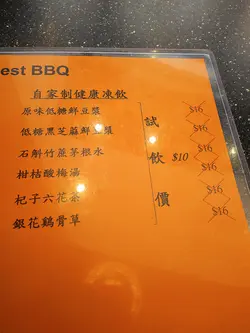 est BBQ
自家制健康凍飲
原味低糖鮮豆漿 $16
低糖黑芝麻鮮豆漿 $16
石斛竹蔗茅根水 $16
柑桔酸梅湯 $16
杞子六花茶 $16
銀花鷄骨草 $16
試飲價 $10